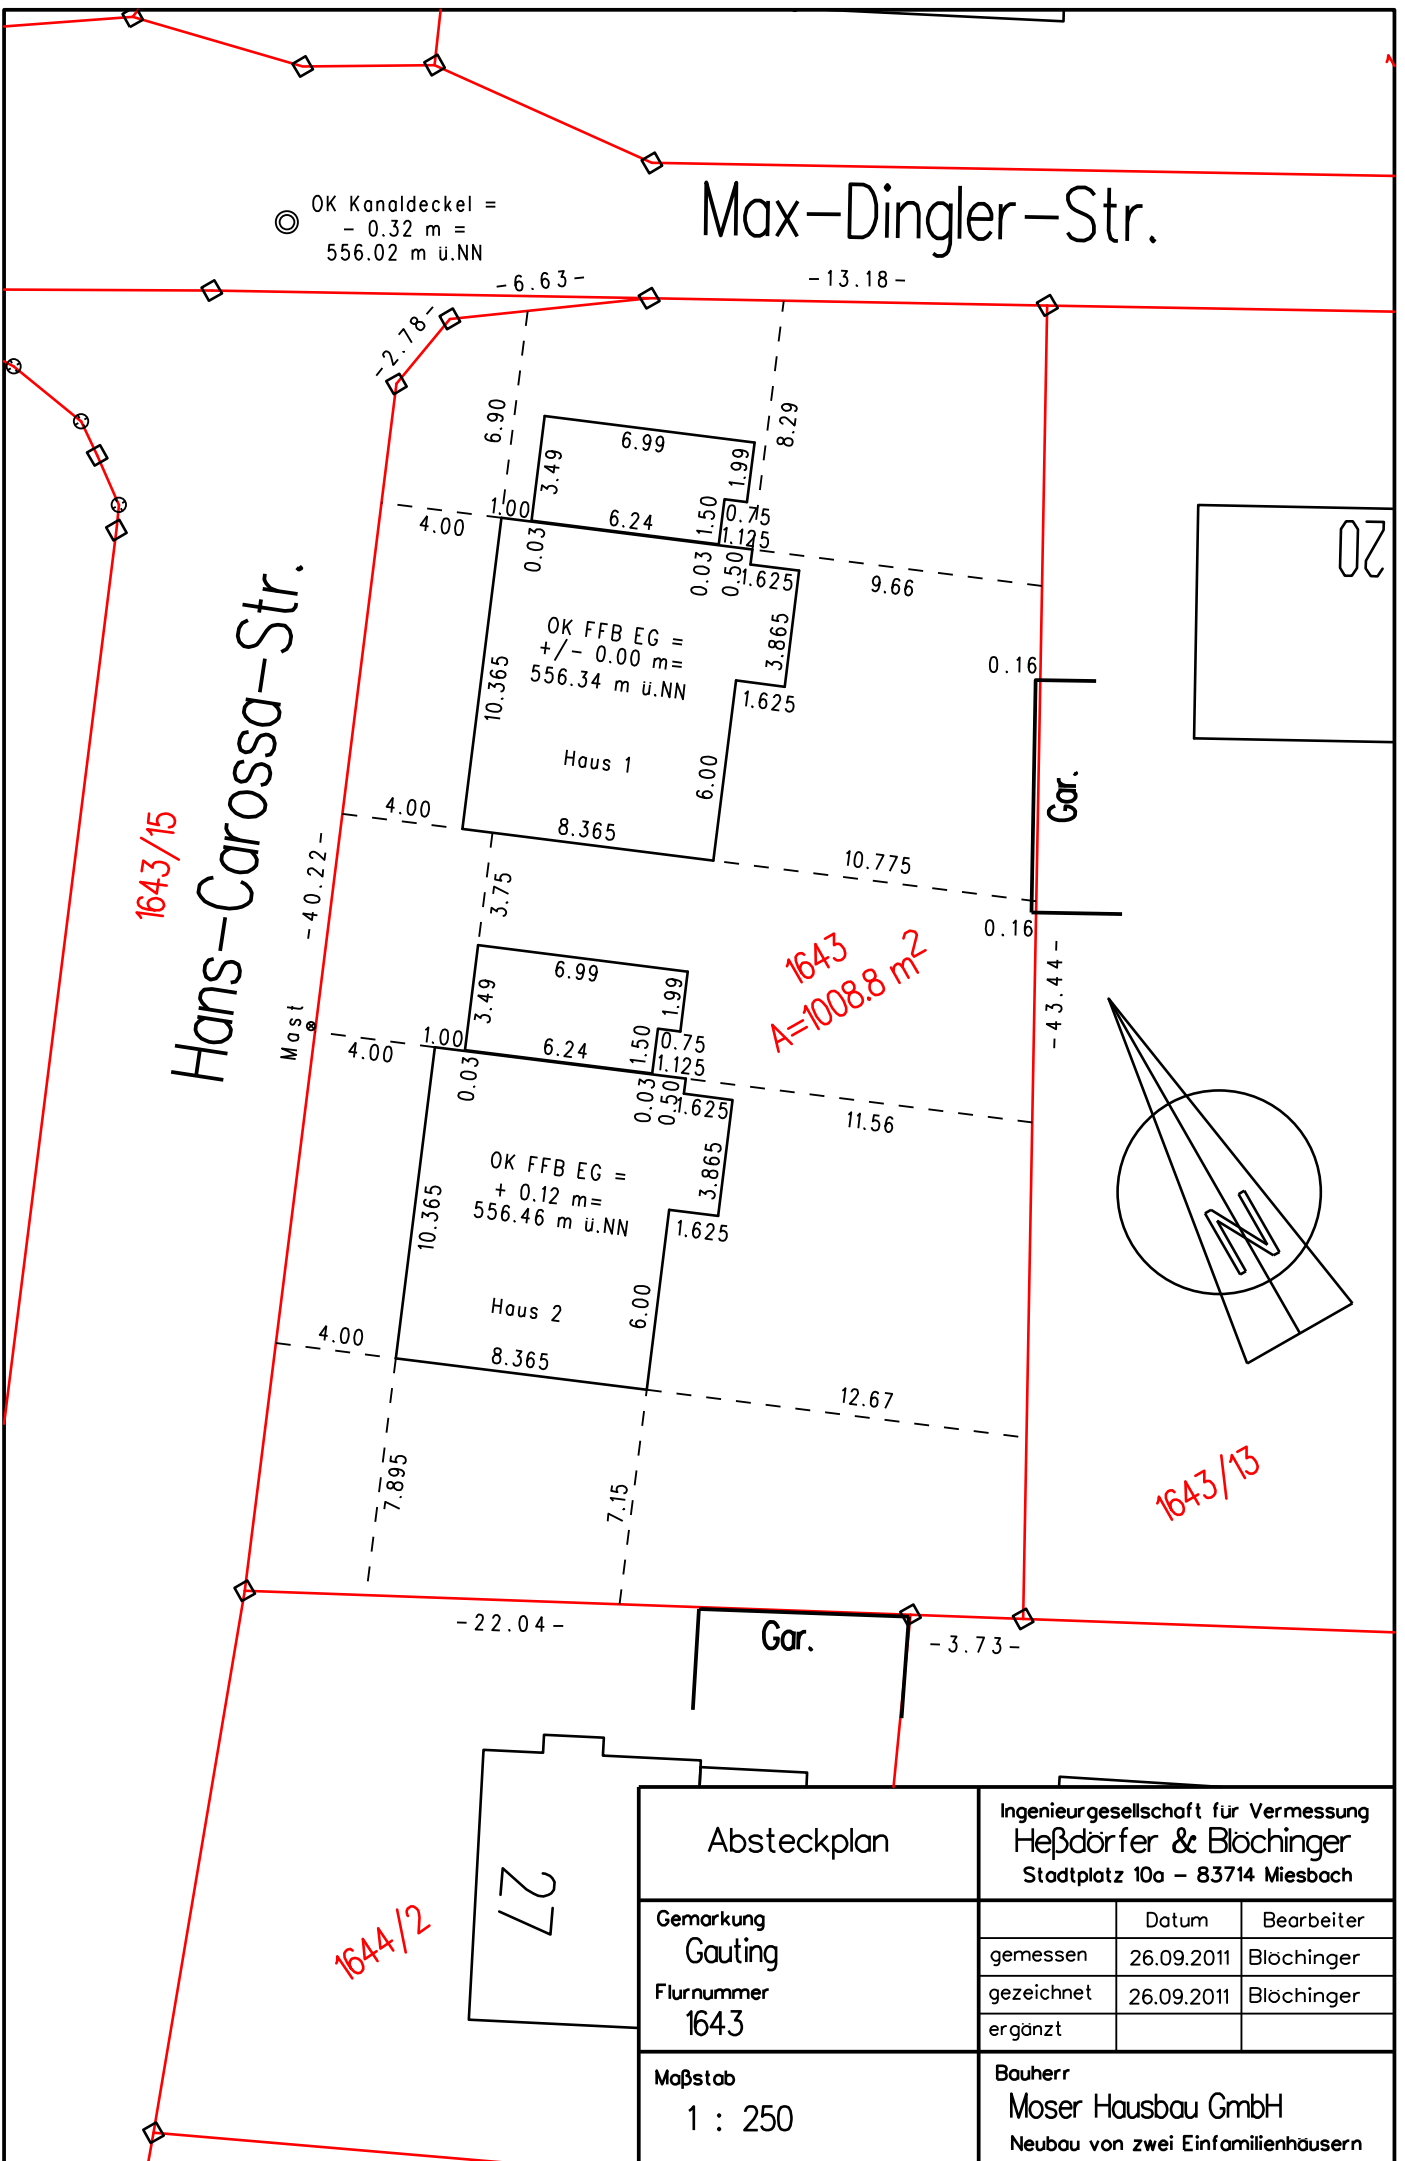 OK Kanaldeckel =
- 0.32 m =
556.02 m ü.NN
Max-Dingler-Str.
-6.63-
-13.18-
-2.78-
6.90
8.29
6.99
3.49
1.99
1.50
0.75
1.00
6.24
1.125
4.00
0.03
0.03
0.50
1.625
9.66
20
Hans-Carossa-Str.
OK FFB EG =
+/- 0.00 m=
556.34 m ü.NN
3.865
0.16
10.365
1.625
Haus 1
6.00
Gar.
4.00
8.365
10.775
1643/15
-40.22-
3.75
0.16
1643
A=1008.8 m²
-43.44-
6.99
3.49
1.99
Mast
4.00
1.00
6.24
1.50
0.75
1.125
0.03
0.03
0.50
1.625
11.56
OK FFB EG =
+ 0.12 m=
556.46 m ü.NN
3.865
10.365
1.625
N
Haus 2
6.00
4.00
8.365
12.67
7.895
7.15
1643/13
-22.04-
Gar.
-3.73-
27
1644/2
Absteckplan
Ingenieurgesellschaft für Vermessung
Heßdörfer & Blöchinger
Stadtplatz 10a - 83714 Miesbach
Gemarkung
Gauting
Flurnummer
1643
Datum Bearbeiter
gemessen 26.09.2011 Blöchinger
gezeichnet 26.09.2011 Blöchinger
ergänzt
Maßstab
1 : 250
Bauherr
Moser Hausbau GmbH
Neubau von zwei Einfamilienhäusern